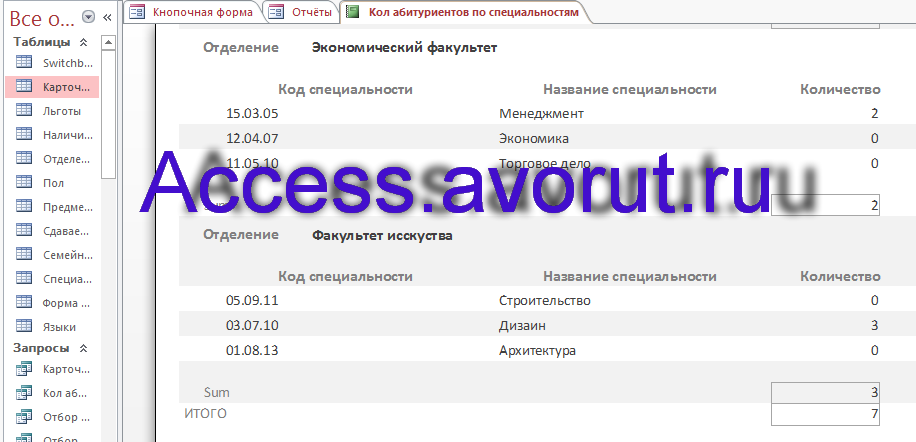 Кнопочная форма Отчёты Кол абитуриентов по специальностям
Все о... «
Таблицы
Switchb...
Карточ...
Льготы
Наличи...
Отделе...
Пол
Предме...
Сдавае...
Семейн...
Специа...
Форма ...
Языки
Запросы
Карточ...
Кол аб...
Отбор ...
Отбор
Отделение Экономический факультет
Код специальности Название специальности Количество
15.03.05 Менеджмент 2
12.04.07 Экономика 0
11.05.10 Торговое дело 0
Access.avorut.ru
2
Отделение Факультет исскуства
Код специальности Название специальности Количество
05.09.11 Строительство 0
03.07.10 Дизаин 3
01.08.13 Архитектура 0
Sum 3
ИТОГО 7